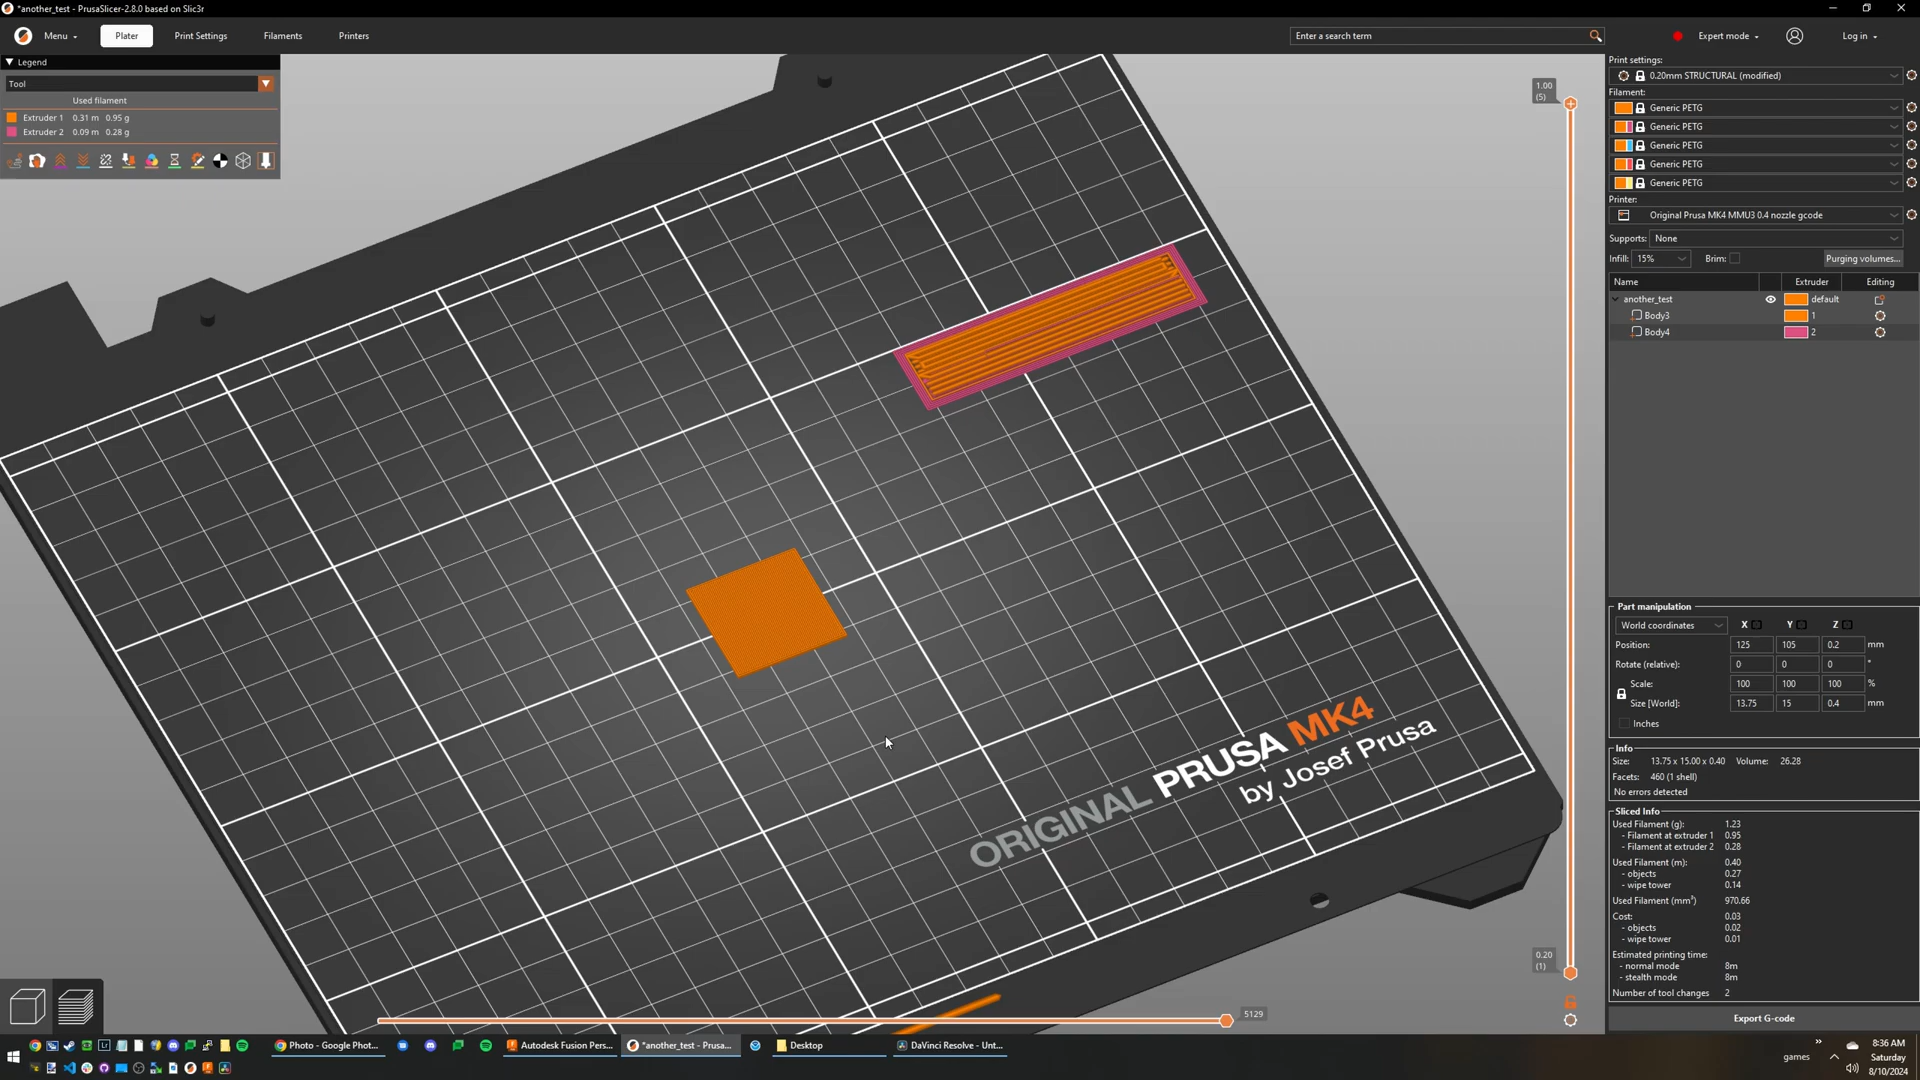 *another_test - PrusaSlicer-2.8.0 based on Slic3r
Menu
Plater
Print Settings
Filaments
Printers
Enter a search term
Expert mode
Log in
Legend
Tool
Used filament
Extruder 1 0.31 m 0.95 g
Extruder 2 0.09 m 0.28 g
1.00
(5)
Print settings:
0.20mm STRUCTURAL (modified)
Filament:
Generic PETG
Generic PETG
Generic PETG
Generic PETG
Generic PETG
Printer:
Original Prusa MK4 MMU3 0.4 nozzle gcode
Supports: None
Infill: 15% Brim:
Purging volumes...
Name Extruder Editing
another_test default
Body3 1
Body4 2
Part manipulation
World coordinates X Y Z
Position: 125 105 0.2 mm
Rotate (relative): 0 0 0 °
Scale: 100 100 100 %
Size [World]: 13.75 15 0.4 mm
Inches
Info
Size: 13.75 x 15.00 x 0.40 Volume: 26.28
Facets: 460 (1 shell)
No errors detected
Sliced Info
Used Filament (g): 1.23
- Filament at extruder 1 0.95
- Filament at extruder 2 0.28
Used Filament (m): 0.40
- objects 0.27
- wipe tower 0.14
Used Filament (mm³) 970.66
Cost: 0.03
- objects 0.02
- wipe tower 0.01
Estimated printing time:
- normal mode 8m
- stealth mode 8m
Number of tool changes 2
Export G-code
ORIGINAL PRUSA MK4
by Josef Prusa
0.20
(1)
5129
Photo - Google Phot...
Autodesk Fusion Pers...
*another_test - Prusa...
Desktop
DaVinci Resolve - Unt...
games
8:36 AM
Saturday
8/10/2024